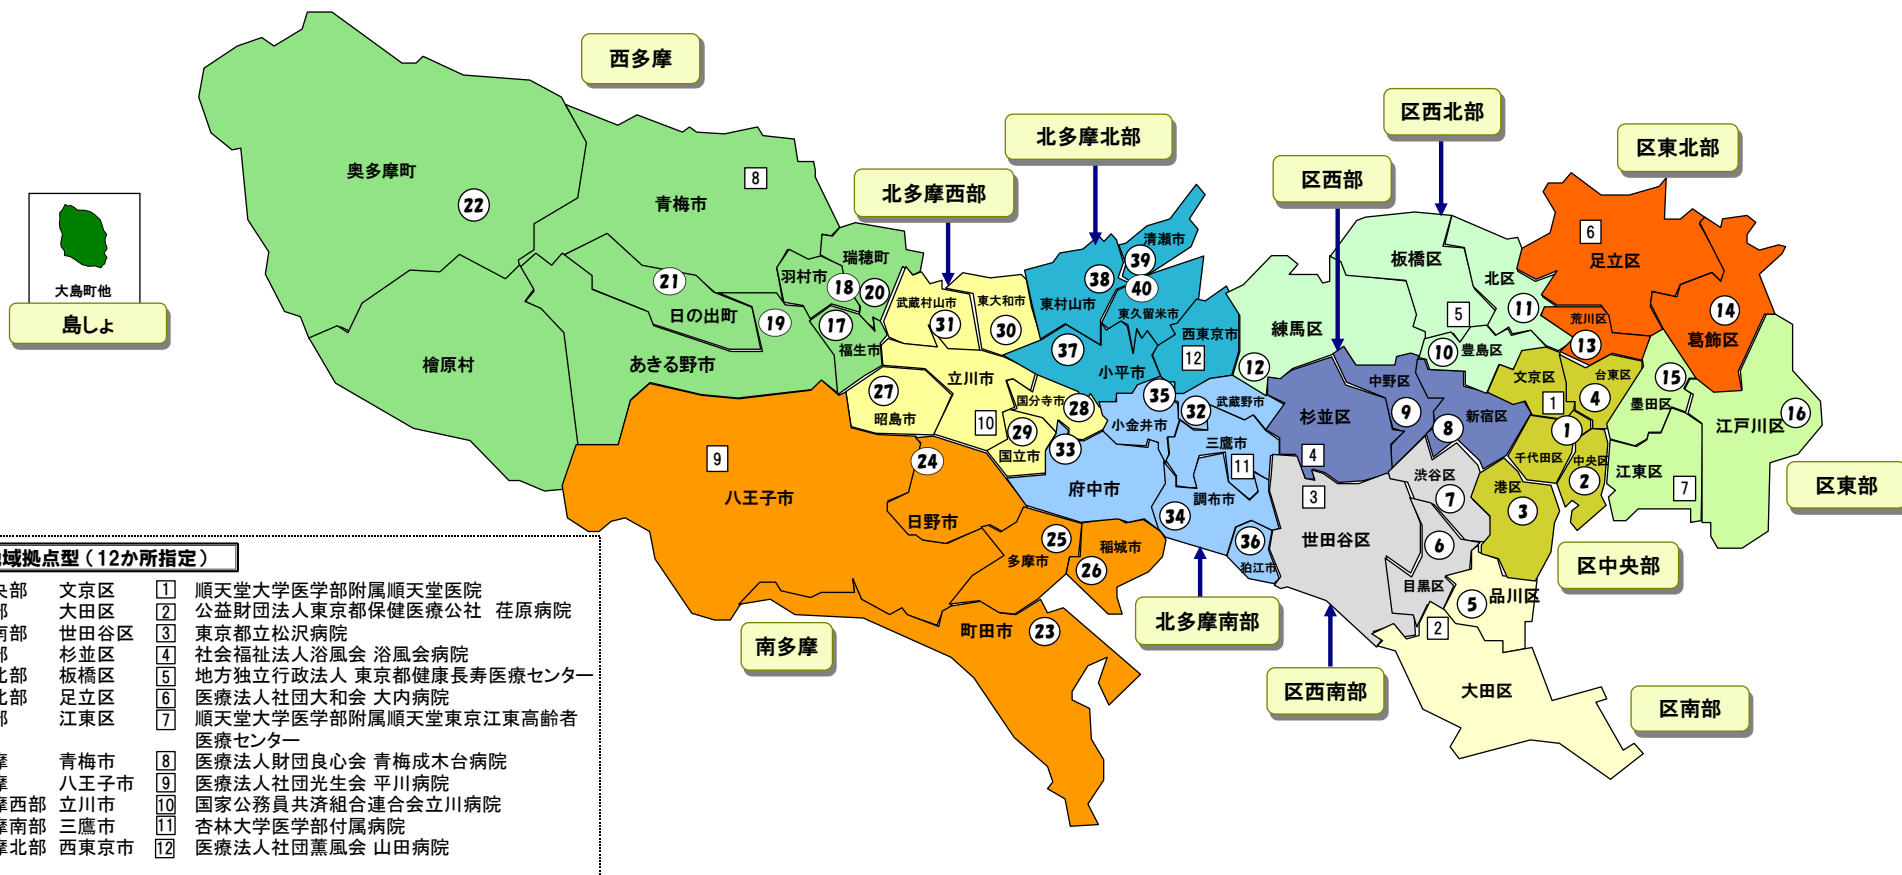 西多摩
区西北部
北多摩北部
区東北部
区西部
北多摩西部
奥多摩町
22
8
青梅市
6
足立区
清瀬市
39
板橋区
北区
瑞穂町
羽村市
18
20
21
38
40
東村山市
東久留米市
大島町他
島しょ
武蔵村山市
31
東大和市
30
日の出町
19
17
福生市
11
14
葛飾区
荒川区
13
5
練馬区
西東京市
12
37
小平市
12
10
豊島区
檜原村
あきる野市
立川市
27
昭島市
10
国分寺市
28
29
国立市
35
小金井市
32
武蔵野市
三鷹市
11
33
杉並区
4
中野区
9
新宿区
8
文京区
1
台東区
4
墨田区
15
江戸川区
16
1
千代田区
中央区
2
江東区
7
区東部
9
八王子市
24
日野市
府中市
34
調布市
3
世田谷区
渋谷区
7
港区
3
25
多摩市
稲城市
26
36
狛江市
6
目黒区
5
品川区
区中央部
2
北多摩南部
町田市
23
南多摩
区西南部
大田区
区南部
域拠点型（12か所指定）
部 文京区 1 順天堂大学医学部附属順天堂医院
部 大田区 2 公益財団法人東京都保健医療公社 荏原病院
南部 世田谷区 3 東京都立松沢病院
部 杉並区 4 社会福祉法人浴風会 浴風会病院
北部 板橋区 5 地方独立行政法人 東京都健康長寿医療センター
北部 足立区 6 医療法人社団大和会 大内病院
部 江東区 7 順天堂大学医学部附属順天堂東京江東高齢者
医療センター
摩 青梅市 8 医療法人財団良心会 青梅成木台病院
摩 八王子市 9 医療法人社団光生会 平川病院
摩西部 立川市 10 国家公務員共済組合連合会立川病院
摩南部 三鷹市 11 杏林大学医学部付属病院
摩北部 西東京市 12 医療法人社団薫風会 山田病院